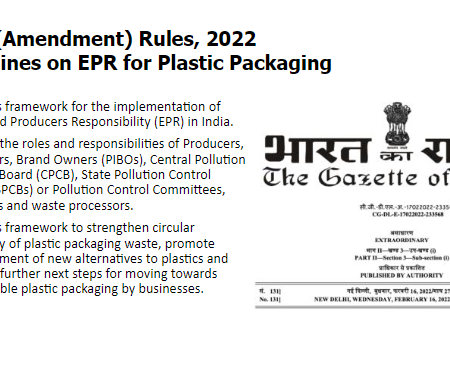 (Amendment) Rules, 2022
ines on EPR for Plastic Packaging
s framework for the implementation of
d Producers Responsibility (EPR) in India.
the roles and responsibilities of Producers,
rs, Brand Owners (PIBOs), Central Pollution
Board (CPCB), State Pollution Control
PCBs) or Pollution Control Committees,
s and waste processors.
s framework to strengthen circular
y of plastic packaging waste, promote
ment of new alternatives to plastics and
further next steps for moving towards
ble plastic packaging by businesses.
भारत का रा
The Gazette of
सी.जी.-डी.एल.-अ.-17022022-233568
CG-DL-E-17022022-233568
असाधारण
EXTRAORDINARY
भाग II—खण्ड 3—उप-खण्ड (i)
PART II—Section 3—Sub-section (i)
प्राधिकार से प्रकाशित
PUBLISHED BY AUTHORITY
सं. 131]
नई दिल्ली, बुधवार, फरवरी 16, 2022/माघ 27
No. 131]
NEW DELHI, WEDNESDAY, FEBRUARY 16, 2022